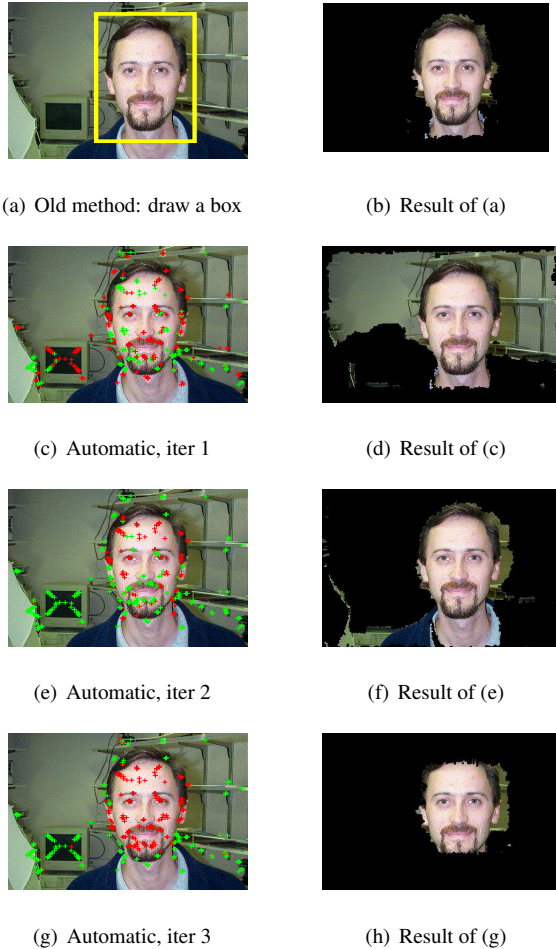 (a) Old method: draw a box
(b) Result of (a)
(c) Automatic, iter 1
(d) Result of (c)
(e) Automatic, iter 2
(f) Result of (e)
(g) Automatic, iter 3
(h) Result of (g)